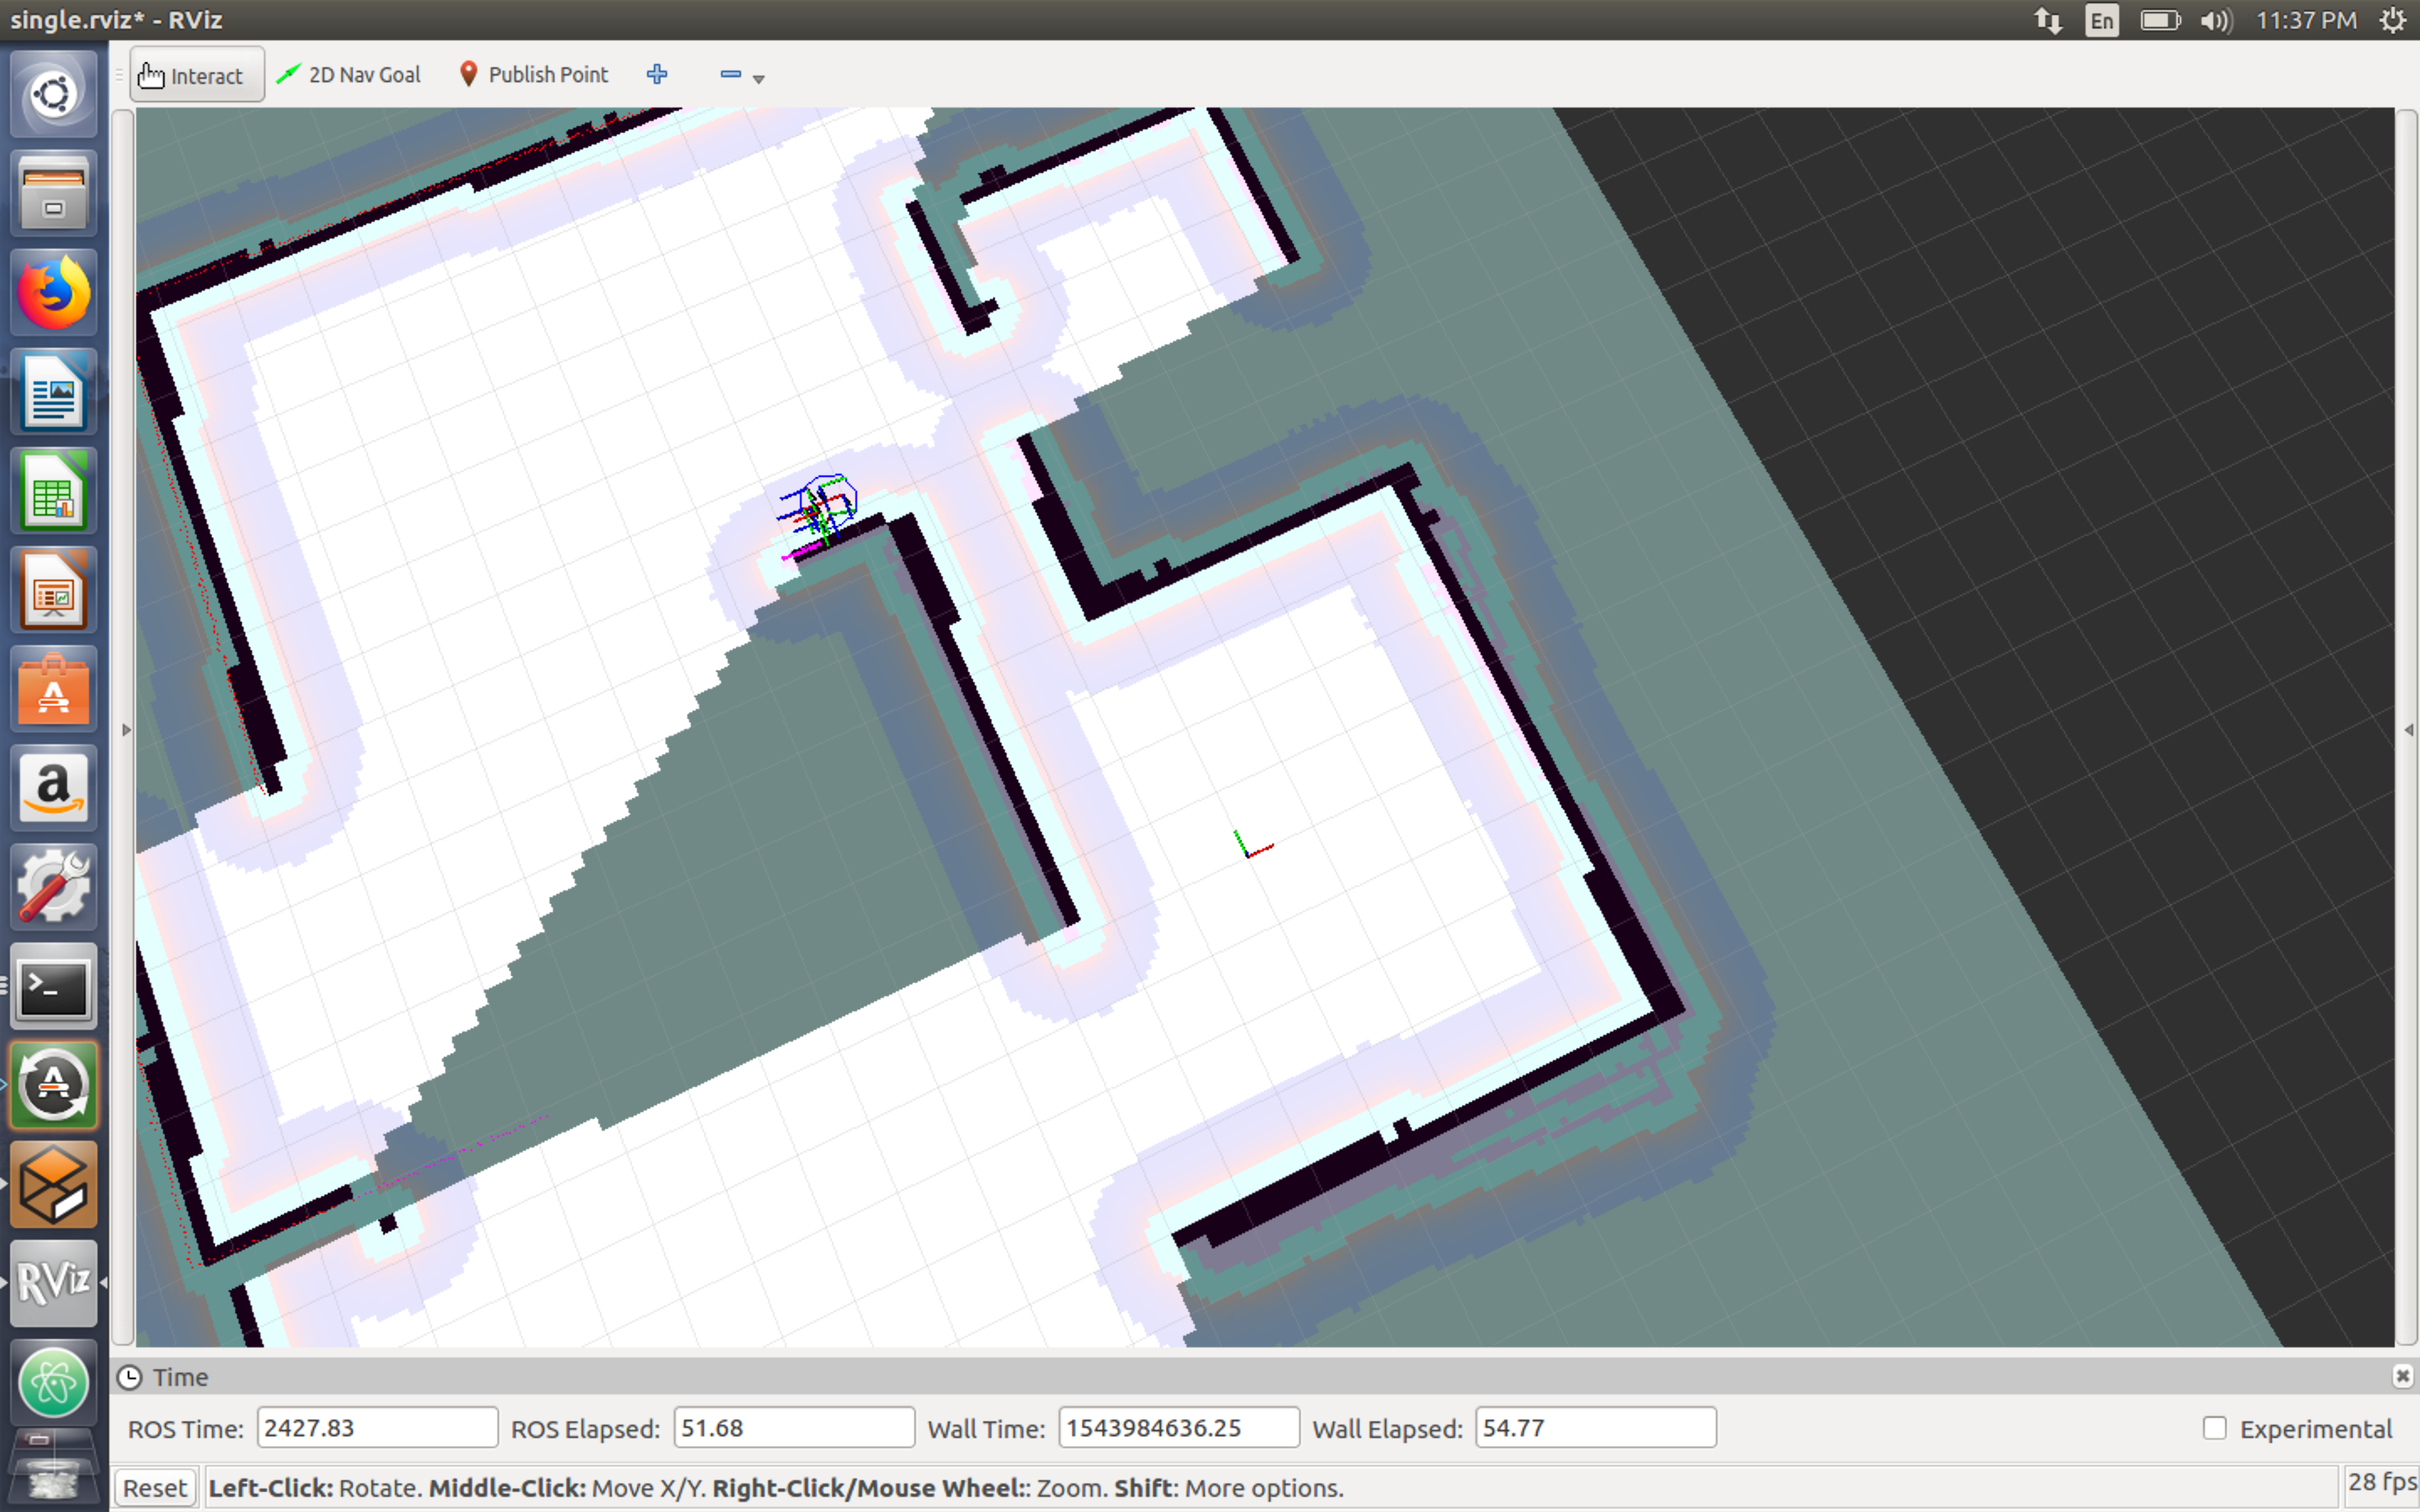 single.rviz* - RViz
En
11:37 PM
Interact
2D Nav Goal
Publish Point
RViz
Time
ROS Time: 2427.83
ROS Elapsed: 51.68
Wall Time: 1543984636.25
Wall Elapsed: 54.77
Experimental
Reset
Left-Click: Rotate. Middle-Click: Move X/Y. Right-Click/Mouse Wheel:: Zoom. Shift: More options.
28 fps